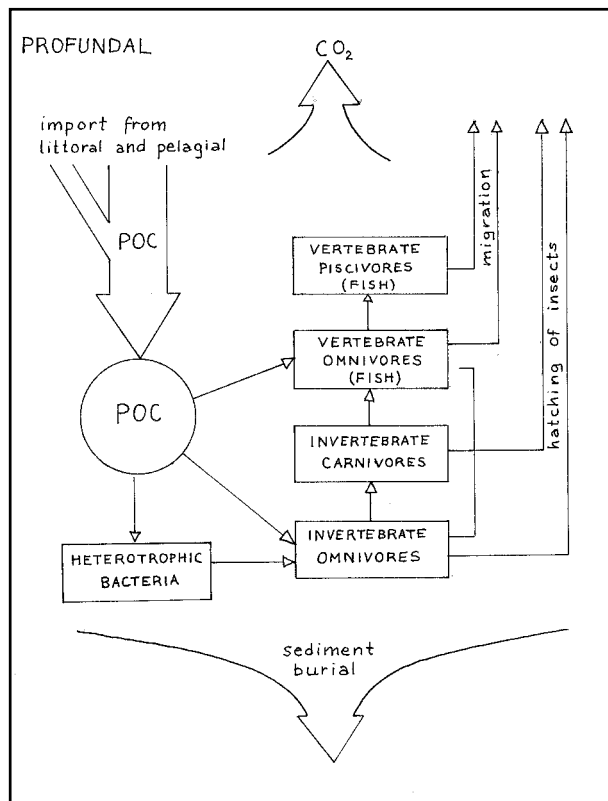 PROFUNDAL
CO₂
import from
littoral and pelagial
POC
migration
hatching of insects
VERTEBRATE
PISCIVORES
(FISH)
VERTEBRATE
OMNIVORES
(FISH)
POC
INVERTEBRATE
CARNIVORES
HETEROTROPHIC
BACTERIA
INVERTEBRATE
OMNIVORES
sediment
burial